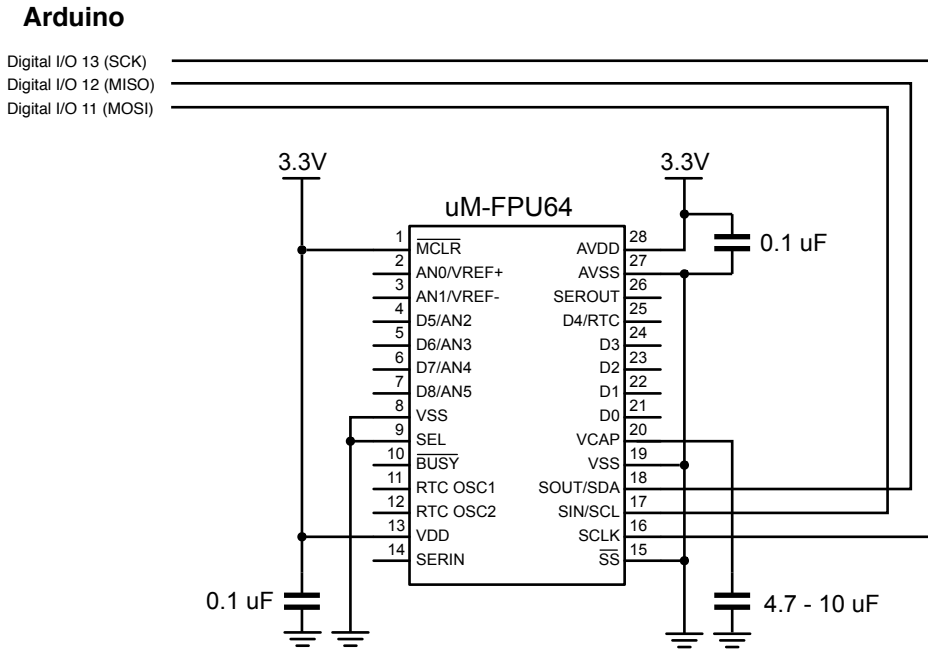 Arduino
Digital I/O 13 (SCK)
Digital I/O 12 (MISO)
Digital I/O 11 (MOSI)
3.3V
3.3V
uM-FPU64
1 MCLR
AVDD 28
0.1 uF
2 AN0/VREF+
AVSS 27
3 AN1/VREF-
SEROUT 26
4 D5/AN2
D4/RTC 25
5 D6/AN3
D3 24
6 D7/AN4
D2 23
7 D8/AN5
D1 22
8 VSS
D0 21
9 SEL
VCAP 20
10 BUSY
VSS 19
11 RTC OSC1
SOUT/SDA 18
12 RTC OSC2
SIN/SCL 17
13 VDD
SCLK 16
14 SERIN
SS 15
0.1 uF
4.7 - 10 uF